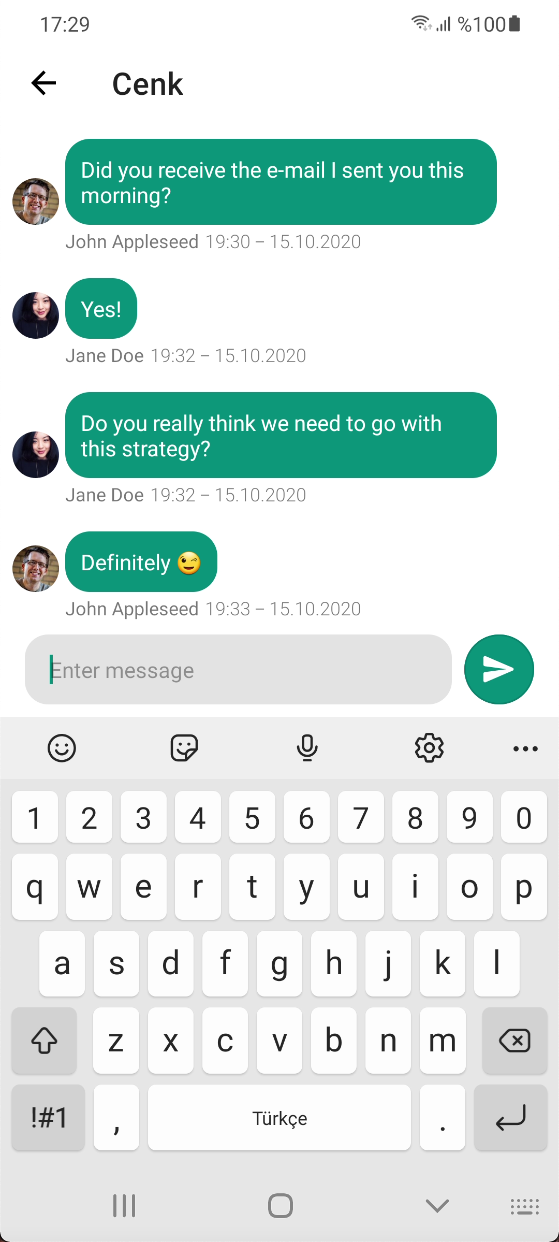 17:29 %100
Cenk
Did you receive the e-mail I sent you this
morning?
John Appleseed 19:30 – 15.10.2020
Yes!
Jane Doe 19:32 – 15.10.2020
Do you really think we need to go with
this strategy?
Jane Doe 19:32 – 15.10.2020
Definitely 😉
John Appleseed 19:33 – 15.10.2020
Enter message
1 2 3 4 5 6 7 8 9 0
q w e r t y u i o p
a s d f g h j k l
z x c v b n m
!#1 , Türkçe .